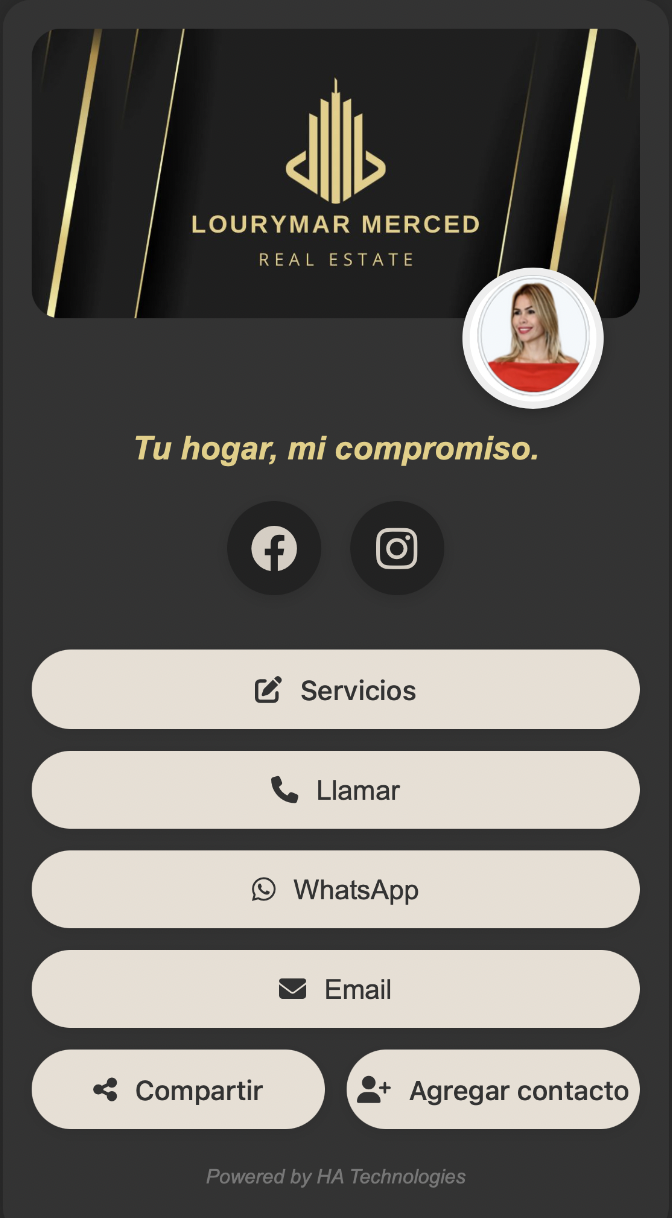 LOURYMAR MERCED
REAL ESTATE
Tu hogar, mi compromiso.
Servicios
Llamar
WhatsApp
Email
Compartir
Agregar contacto
Powered by HA Technologies